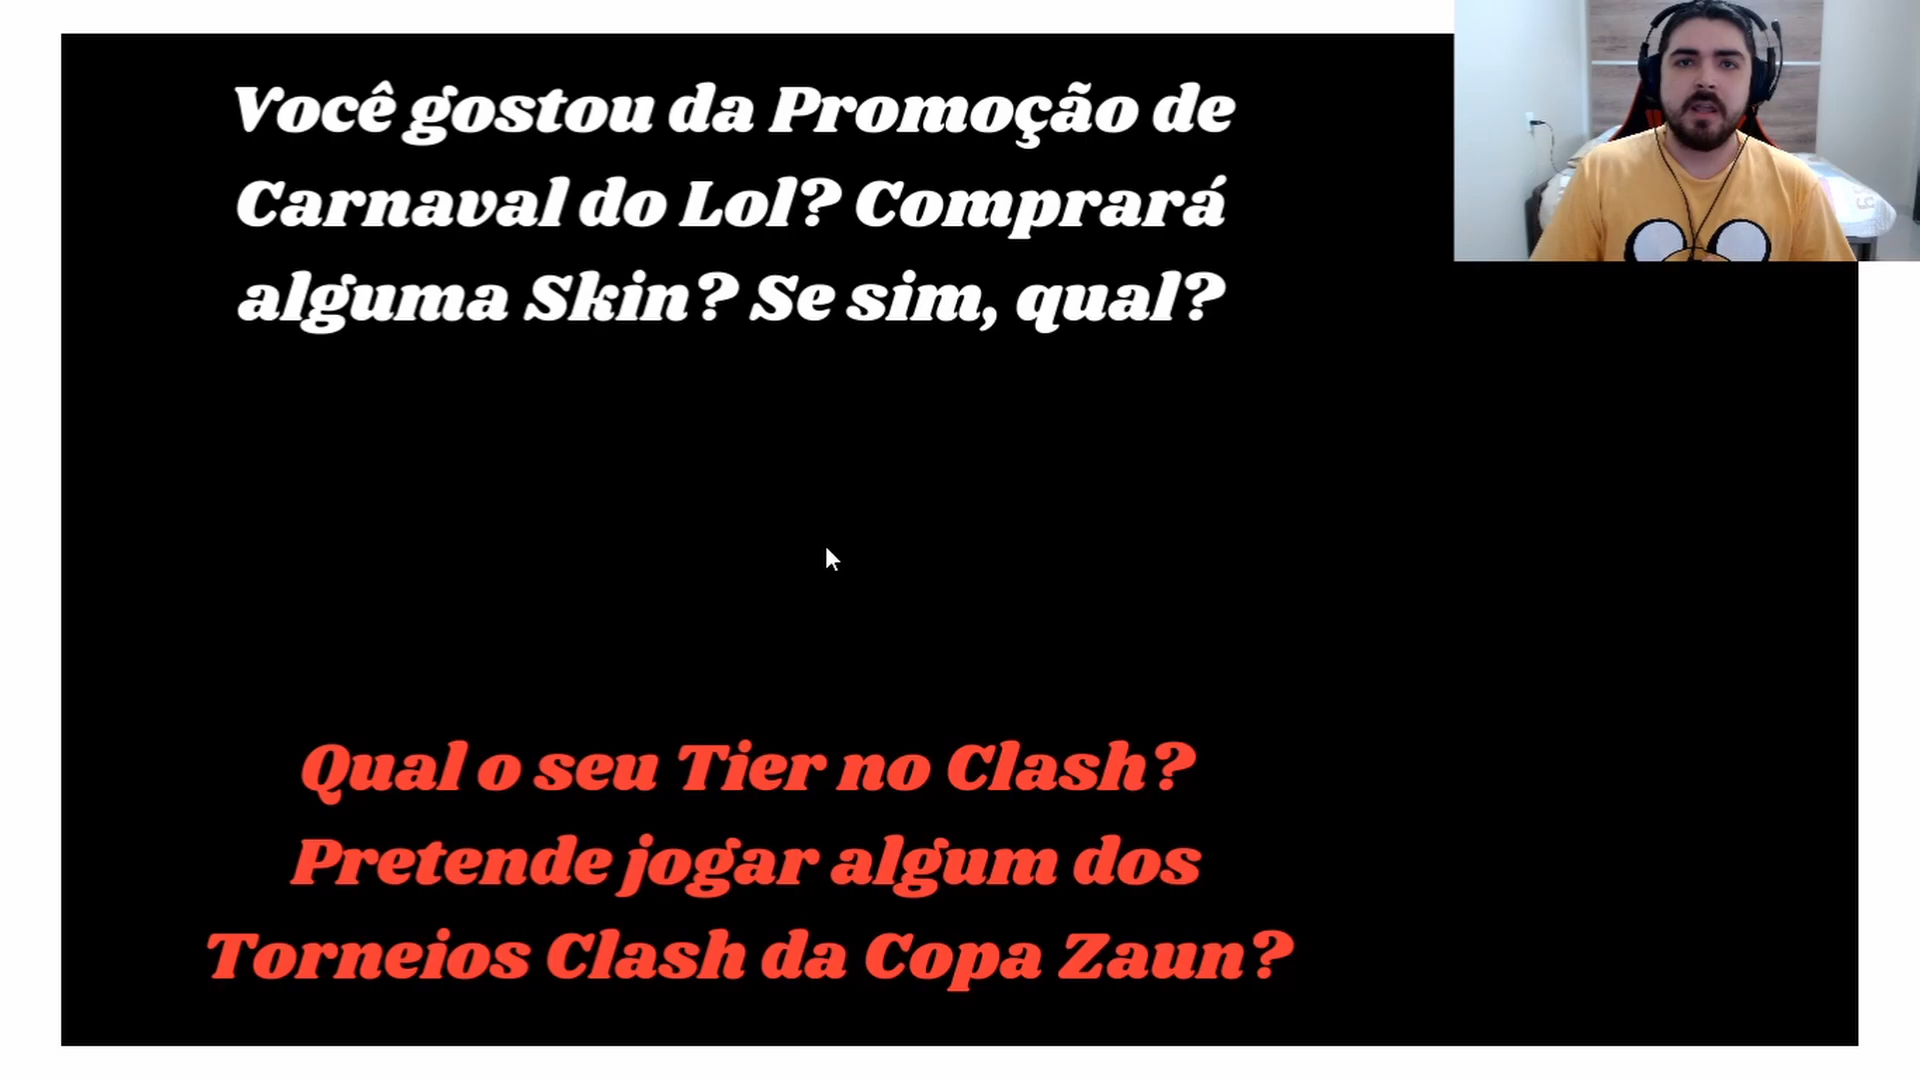 Você gostou da Promoção de
Carnaval do Lol? Comprará
alguma Skin? Se sim, qual?
Qual o seu Tier no Clash?
Pretende jogar algum dos
Torneios Clash da Copa Zaun?